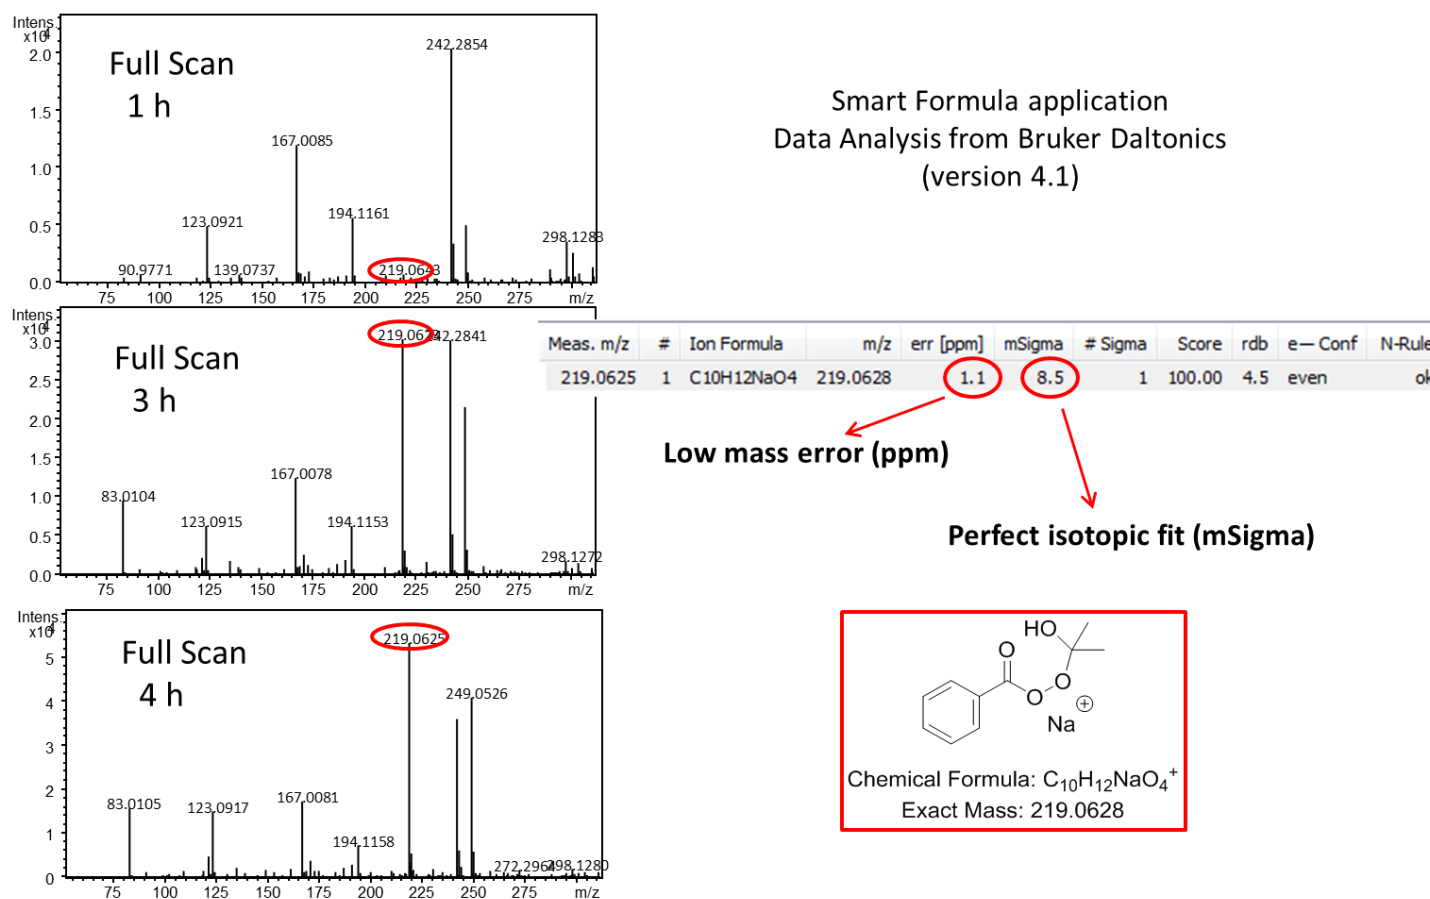 Intens.
x10⁴
2.0
1.5
1.0
0.5
0.0
Full Scan
1 h
242.2854
167.0085
123.0921
194.1161
298.1283
90.9771
139.0737
219.0643
75 100 125 150 175 200 225 250 275 m/z
Smart Formula application
Data Analysis from Bruker Daltonics
(version 4.1)
Intens.
x10⁴
3.0
2.5
2.0
1.5
1.0
0.5
0.0
Full Scan
3 h
242.2841
167.0078
83.0104
123.0915
194.1153
298.1272
75 100 125 150 175 200 225 250 275 m/z
Meas. m/z # Ion Formula m/z err [ppm] mSigma # Sigma Score rdb e— Conf N-Rule
219.0625 1 C10H12NaO4 219.0628 1.1 8.5 1 100.00 4.5 even ok
Low mass error (ppm)
Perfect isotopic fit (mSigma)
Intens.
x10⁴
5
4
3
2
1
0
Full Scan
4 h
219.0625
249.0526
83.0105
123.0917
167.0081
194.1158
272.2964
298.1280
75 100 125 150 175 200 225 250 275 m/z
HO
O
O
O
Na
⊕
Chemical Formula: C₁₀H₁₂NaO₄⁺
Exact Mass: 219.0628